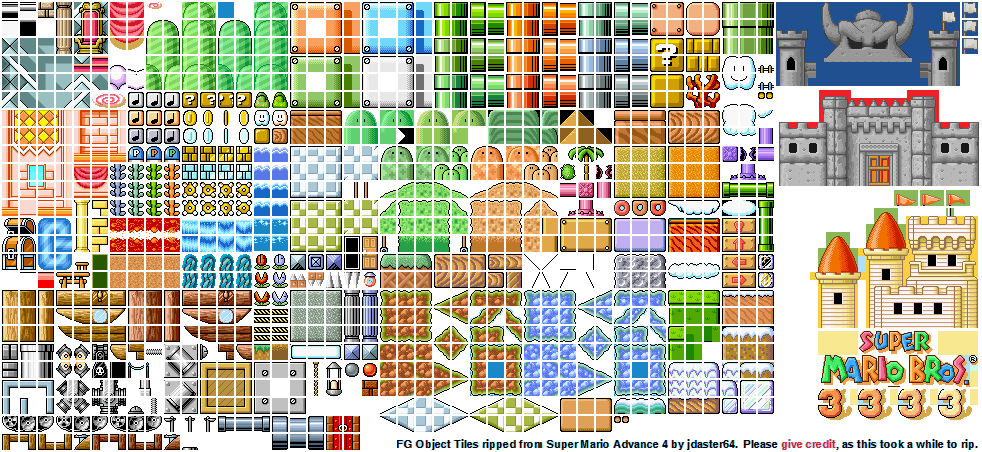 ?
P P P
SUPER
MARIO BROS.®
3 3 3 3
FG Object Tiles ripped from Super Mario Advance 4 by jdaster64. Please give credit, as this took a while to rip.